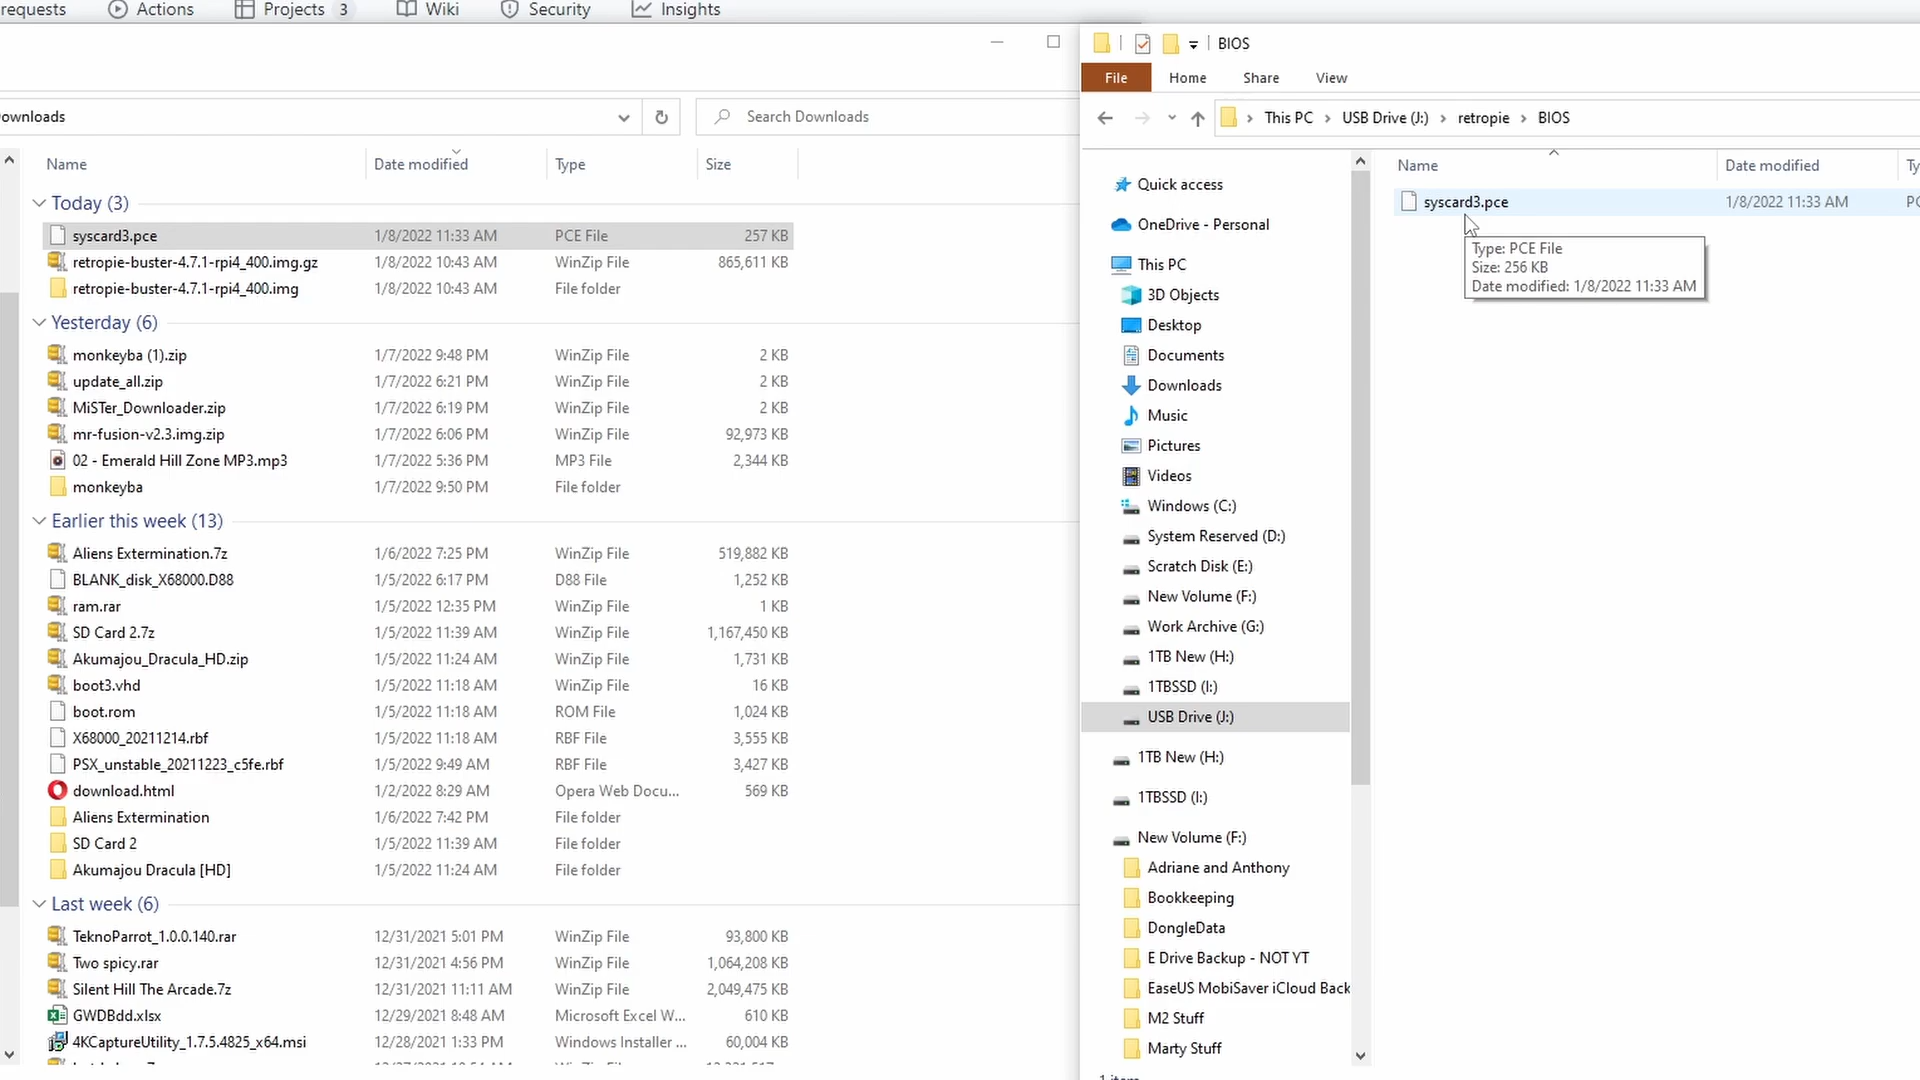 requests Actions Projects 3 Wiki Security Insights
ownloads
Search Downloads
Name Date modified Type Size
Today (3)
syscard3.pce 1/8/2022 11:33 AM PCE File 257 KB
retropie-buster-4.7.1-rpi4_400.img.gz 1/8/2022 10:43 AM WinZip File 865,611 KB
retropie-buster-4.7.1-rpi4_400.img 1/8/2022 10:43 AM File folder
Yesterday (6)
monkeyba (1).zip 1/7/2022 9:48 PM WinZip File 2 KB
update_all.zip 1/7/2022 6:21 PM WinZip File 2 KB
MiSTer_Downloader.zip 1/7/2022 6:19 PM WinZip File 2 KB
mr-fusion-v2.3.img.zip 1/7/2022 6:06 PM WinZip File 92,973 KB
02 - Emerald Hill Zone MP3.mp3 1/7/2022 5:36 PM MP3 File 2,344 KB
monkeyba 1/7/2022 9:50 PM File folder
Earlier this week (13)
Aliens Extermination.7z 1/6/2022 7:25 PM WinZip File 519,882 KB
BLANK_disk_X68000.D88 1/5/2022 6:17 PM D88 File 1,252 KB
ram.rar 1/5/2022 12:35 PM WinZip File 1 KB
SD Card 2.7z 1/5/2022 11:39 AM WinZip File 1,167,450 KB
Akumajou_Dracula_HD.zip 1/5/2022 11:24 AM WinZip File 1,731 KB
boot3.vhd 1/5/2022 11:18 AM WinZip File 16 KB
boot.rom 1/5/2022 11:18 AM ROM File 1,024 KB
X68000_20211214.rbf 1/5/2022 11:18 AM RBF File 3,555 KB
PSX_unstable_20211223_c5fe.rbf 1/5/2022 9:49 AM RBF File 3,427 KB
download.html 1/2/2022 8:29 AM Opera Web Docu... 569 KB
Aliens Extermination 1/6/2022 7:42 PM File folder
SD Card 2 1/5/2022 11:39 AM File folder
Akumajou Dracula [HD] 1/5/2022 11:24 AM File folder
Last week (6)
TeknoParrot_1.0.0.140.rar 12/31/2021 5:01 PM WinZip File 93,800 KB
Two spicy.rar 12/31/2021 4:56 PM WinZip File 1,064,208 KB
Silent Hill The Arcade.7z 12/31/2021 11:11 AM WinZip File 2,049,475 KB
GWDBdd.xlsx 12/29/2021 8:48 AM Microsoft Excel W... 610 KB
4KCaptureUtility_1.7.5.4825_x64.msi 12/28/2021 1:33 PM Windows Installer ... 60,004 KB
BIOS
File Home Share View
This PC USB Drive (J:) retropie BIOS
Quick access
OneDrive - Personal
This PC
3D Objects
Desktop
Documents
Downloads
Music
Pictures
Videos
Windows (C:)
System Reserved (D:)
Scratch Disk (E:)
New Volume (F:)
Work Archive (G:)
1TB New (H:)
1TBSSD (I:)
USB Drive (J:)
1TB New (H:)
1TBSSD (I:)
New Volume (F:)
Adriane and Anthony
Bookkeeping
DongleData
E Drive Backup - NOT YT
EaseUS MobiSaver iCloud Back
M2 Stuff
Marty Stuff
Name Date modified Ty
syscard3.pce 1/8/2022 11:33 AM PC
Type: PCE File
Size: 256 KB
Date modified: 1/8/2022 11:33 AM